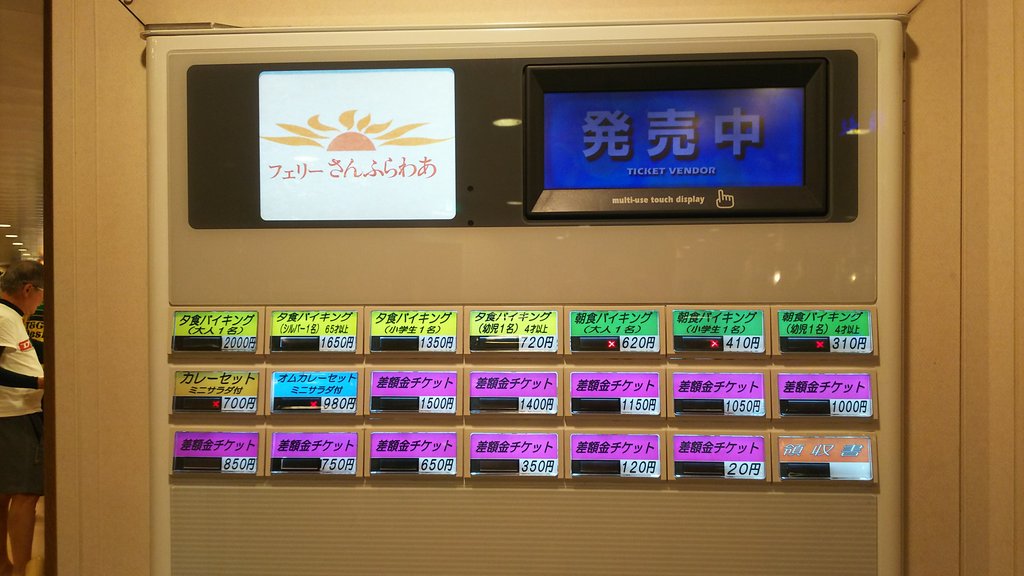 フェリー さんふらわあ
発売中
TICKET VENDOR
multi-use touch display
夕食バイキング
(大人1名)
2000円
夕食バイキング
(シルバー1名) 65才以上
1650円
夕食バイキング
(小学生1名)
1350円
夕食バイキング
(幼児1名) 4才以上
720円
朝食バイキング
(大人1名)
620円
朝食バイキング
(小学生1名)
410円
朝食バイキング
(幼児1名) 4才以上
310円
カレーセット
ミニサラダ付
700円
オムカレーセット
ミニサラダ付
980円
差額金チケット
1500円
差額金チケット
1400円
差額金チケット
1150円
差額金チケット
1050円
差額金チケット
1000円
差額金チケット
850円
差額金チケット
750円
差額金チケット
650円
差額金チケット
350円
差額金チケット
120円
差額金チケット
20円
領収書